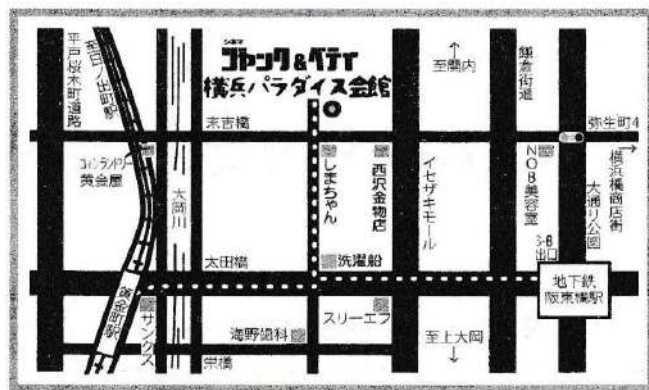 シネマ
ジャック&ベティ
横浜パラダイス会館
平戸桜木町道路
至日ノ出町駅
↑
至関内
鎌倉街道
末吉橋
弥生町4
コインランドリー
黄金屋
大岡川
しまちゃん
西沢金物店
イセザキモール
NOB美容室
大通り公園
横浜橋商店街
→
太田橋
洗濯船
出口
地下鉄
阪東橋駅
黄金町駅
サンクス
海野歯科
スリーエフ
栄橋
至上大岡
↓